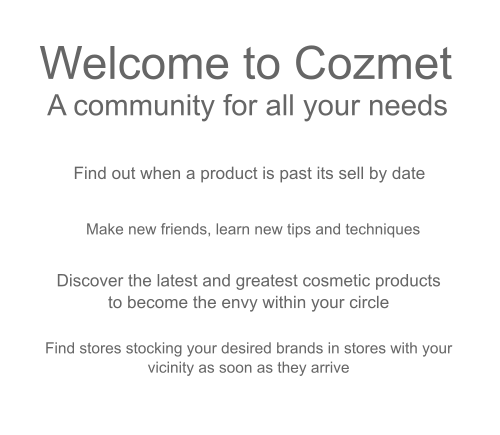 Welcome to Cozmet
A community for all your needs
Find out when a product is past its sell by date
Make new friends, learn new tips and techniques
Discover the latest and greatest cosmetic products
to become the envy within your circle
Find stores stocking your desired brands in stores with your
vicinity as soon as they arrive